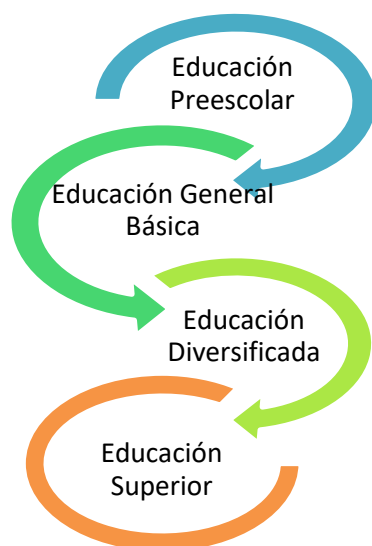 Educación
Preescolar
Educación General
Básica
Educación
Diversificada
Educación
Superior